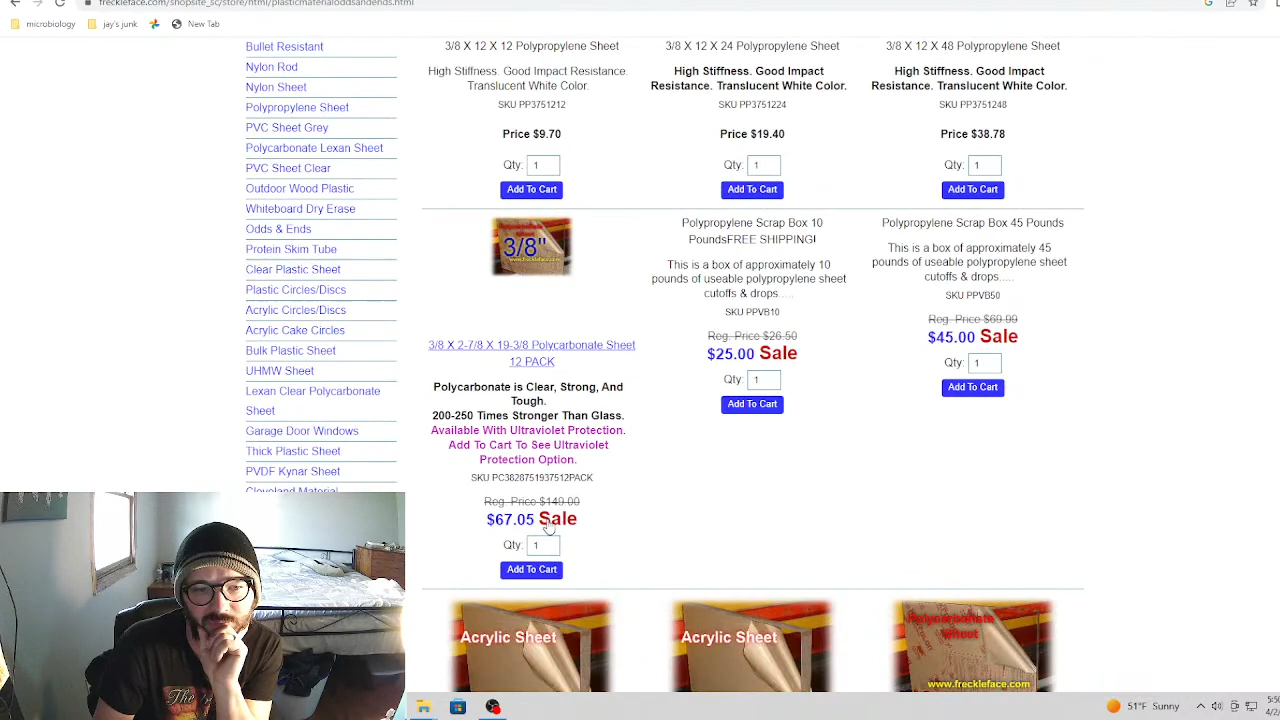 freckleface.com/shopsite_sc/store/html/plasticmaterialoddsandends.html
microbiology
jay's junk
New Tab
Bullet Resistant
Nylon Rod
Nylon Sheet
Polypropylene Sheet
PVC Sheet Grey
Polycarbonate Lexan Sheet
PVC Sheet Clear
Outdoor Wood Plastic
Whiteboard Dry Erase
Odds & Ends
Protein Skim Tube
Clear Plastic Sheet
Plastic Circles/Discs
Acrylic Circles/Discs
Acrylic Cake Circles
Bulk Plastic Sheet
UHMW Sheet
Lexan Clear Polycarbonate
Sheet
Garage Door Windows
Thick Plastic Sheet
PVDF Kynar Sheet
Cleveland Material
3/8 X 12 X 12 Polypropylene Sheet
High Stiffness. Good Impact Resistance.
Translucent White Color.
SKU PP3751212
Price $9.70
Qty: 1
Add To Cart
3/8 X 12 X 24 Polypropylene Sheet
High Stiffness. Good Impact
Resistance. Translucent White Color.
SKU PP3751224
Price $19.40
Qty: 1
Add To Cart
3/8 X 12 X 48 Polypropylene Sheet
High Stiffness. Good Impact
Resistance. Translucent White Color.
SKU PP3751248
Price $38.78
Qty: 1
Add To Cart
3/8"
www.freckleface.com
3/8 X 2-7/8 X 19-3/8 Polycarbonate Sheet
12 PACK
Polycarbonate is Clear, Strong, And
Tough.
200-250 Times Stronger Than Glass.
Available With Ultraviolet Protection.
Add To Cart To See Ultraviolet
Protection Option.
SKU PC3828751937512PACK
Reg. Price $149.00
$67.05 Sale
Qty: 1
Add To Cart
Polypropylene Scrap Box 10
PoundsFREE SHIPPING!
This is a box of approximately 10
pounds of useable polypropylene sheet
cutoffs & drops.....
SKU PPVB10
Reg. Price $26.50
$25.00 Sale
Qty: 1
Add To Cart
Polypropylene Scrap Box 45 Pounds
This is a box of approximately 45
pounds of useable polypropylene sheet
cutoffs & drops.....
SKU PPVB50
Reg. Price $69.99
$45.00 Sale
Qty: 1
Add To Cart
Acrylic Sheet
Acrylic Sheet
Polycarbonate
Sheet
www.freckleface.com
51°F Sunny